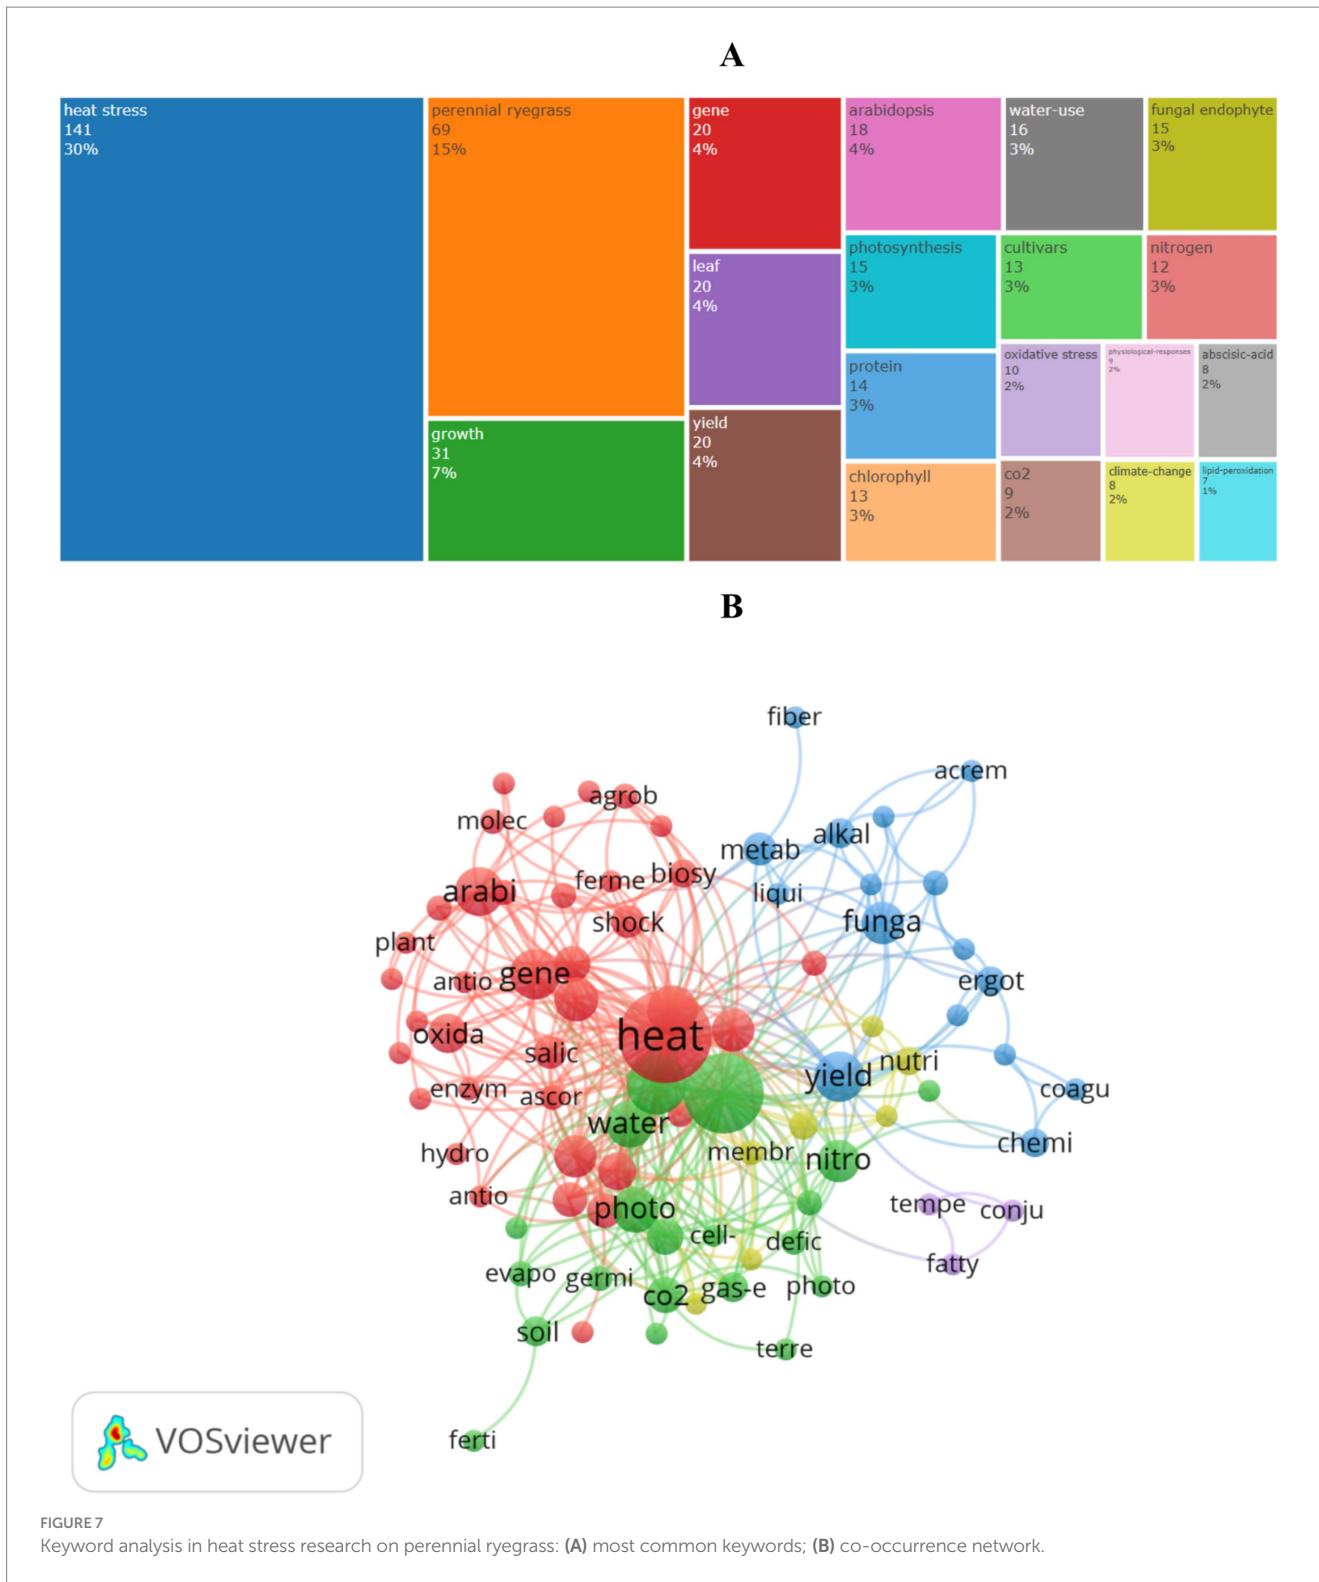 A
heat stress
141
30%
perennial ryegrass
69
15%
growth
31
7%
gene
20
4%
leaf
20
4%
yield
20
4%
arabidopsis
18
4%
water-use
16
3%
fungal endophyte
15
3%
photosynthesis
15
3%
cultivars
13
3%
nitrogen
12
3%
protein
14
3%
oxidative stress
10
2%
physiological-responses
9
2%
abscisic-acid
8
2%
chlorophyll
13
3%
co2
9
2%
climate-change
8
2%
lipid-peroxidation
7
1%
B
fiber
acrem
agrob
molec
alkal
metab
ferme
biosy
liqui
arabi
shock
funga
plant
antio
gene
ergot
oxida
heat
salic
nutri
yield
enzym
ascor
coagu
water
chemi
hydro
membr
nitro
antio
photo
tempe
conju
cell-
defic
fatty
evapo
germi
co2
gas-e
photo
soil
terre
ferti
VOSviewer
FIGURE 7
Keyword analysis in heat stress research on perennial ryegrass: (A) most common keywords; (B) co-occurrence network.